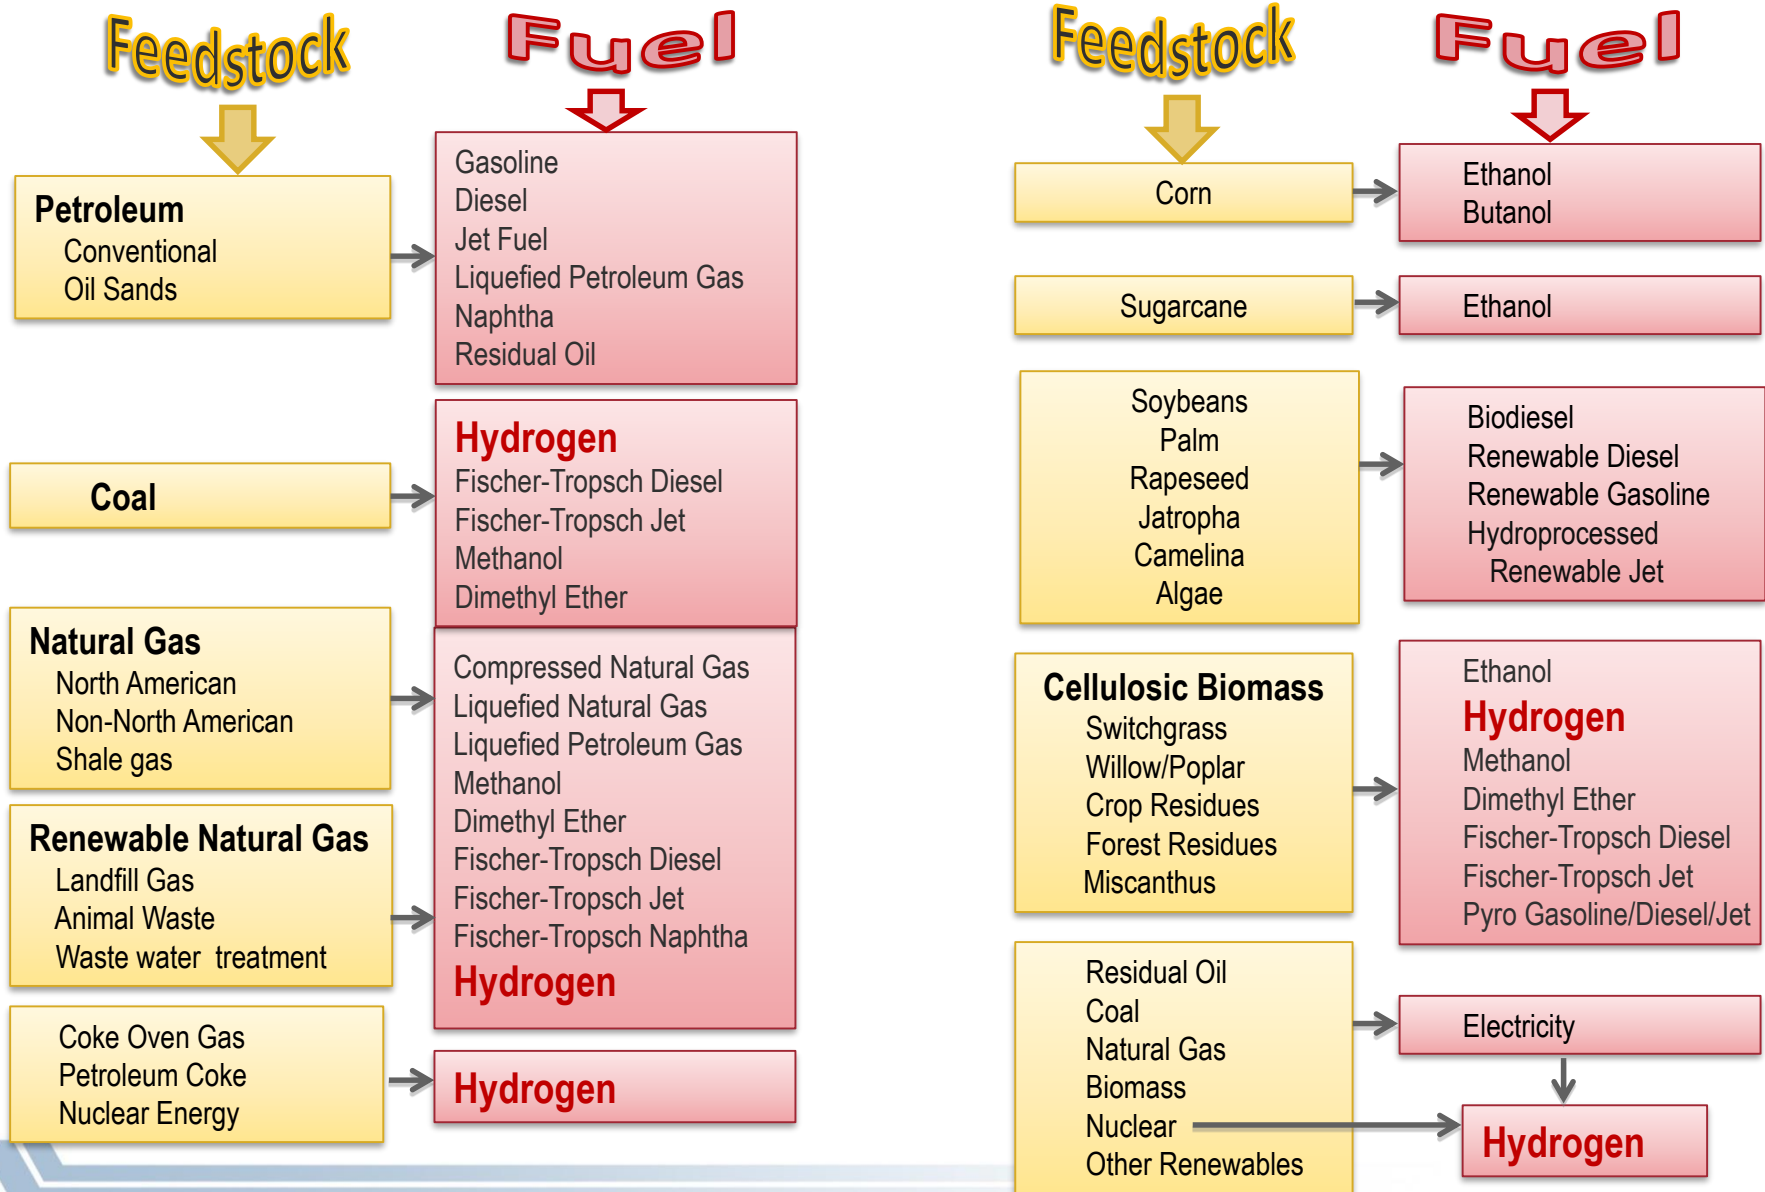 Feedstock
Fuel
Petroleum
Conventional
Oil Sands
Gasoline
Diesel
Jet Fuel
Liquefied Petroleum Gas
Naphtha
Residual Oil
Coal
Hydrogen
Fischer-Tropsch Diesel
Fischer-Tropsch Jet
Methanol
Dimethyl Ether
Natural Gas
North American
Non-North American
Shale gas
Renewable Natural Gas
Landfill Gas
Animal Waste
Waste water treatment
Compressed Natural Gas
Liquefied Natural Gas
Liquefied Petroleum Gas
Methanol
Dimethyl Ether
Fischer-Tropsch Diesel
Fischer-Tropsch Jet
Fischer-Tropsch Naphtha
Hydrogen
Coke Oven Gas
Petroleum Coke
Nuclear Energy
Hydrogen
Feedstock
Fuel
Corn
Ethanol
Butanol
Sugarcane
Ethanol
Soybeans
Palm
Rapeseed
Jatropha
Camelina
Algae
Biodiesel
Renewable Diesel
Renewable Gasoline
Hydroprocessed
Renewable Jet
Cellulosic Biomass
Switchgrass
Willow/Poplar
Crop Residues
Forest Residues
Miscanthus
Ethanol
Hydrogen
Methanol
Dimethyl Ether
Fischer-Tropsch Diesel
Fischer-Tropsch Jet
Pyro Gasoline/Diesel/Jet
Residual Oil
Coal
Natural Gas
Biomass
Nuclear
Other Renewables
Electricity
Hydrogen